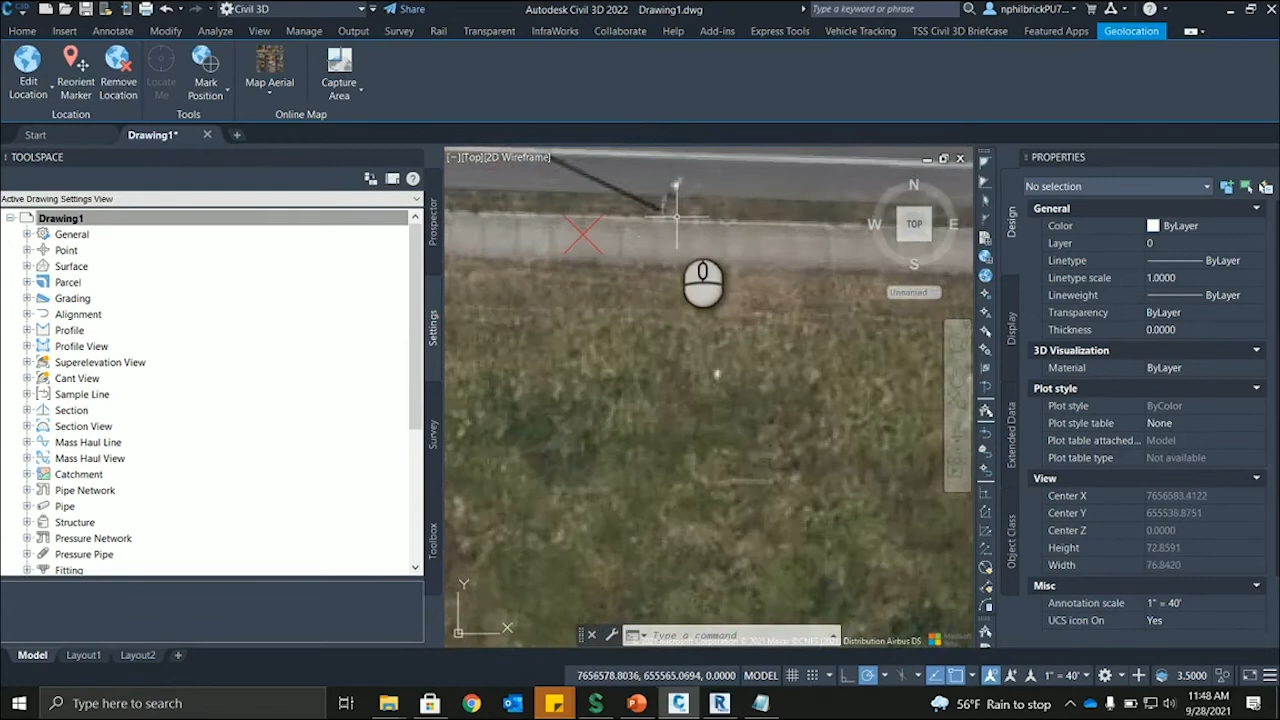 Civil 3D
Share
Autodesk Civil 3D 2022 Drawing1.dwg
Type a keyword or phrase
nphilbrickPU7...
Home Insert Annotate Modify Analyze View Manage Output Survey Rail Transparent InfraWorks Collaborate Help Add-ins Express Tools Vehicle Tracking TSS Civil 3D Briefcase Featured Apps Geolocation
Edit Location
Reorient Marker
Remove Location
Locate Me
Mark Position
Map Aerial
Capture Area
Location
Tools
Online Map
Start
Drawing1*
TOOLSPACE
Active Drawing Settings View
Drawing1
General
Point
Surface
Parcel
Grading
Alignment
Profile
Profile View
Superelevation View
Cant View
Sample Line
Section
Section View
Mass Haul Line
Mass Haul View
Catchment
Pipe Network
Pipe
Structure
Pressure Network
Pressure Pipe
Fitting
Prospector
Settings
Survey
Toolbox
[−][Top][2D Wireframe]
N
W
TOP
E
S
Unnamed
Y
X
Type a command
© 2021 Microsoft Corporation © 2021 Maxar ©CNES (2021) Distribution Airbus DS
PROPERTIES
No selection
Design
Display
Extended Data
Object Class
General
Color ByLayer
Layer 0
Linetype ByLayer
Linetype scale 1.0000
Lineweight ByLayer
Transparency ByLayer
Thickness 0.0000
3D Visualization
Material ByLayer
Plot style
Plot style ByColor
Plot style table None
Plot table attached... Model
Plot table type Not available
View
Center X 7656583.4122
Center Y 655538.8751
Center Z 0.0000
Height 72.8591
Width 76.8420
Misc
Annotation scale 1" = 40'
UCS icon On Yes
Model Layout1 Layout2
7656578.8036, 655565.0694, 0.0000 MODEL
1" = 40'
3.5000
Type here to search
56°F Rain to stop
11:48 AM
9/28/2021